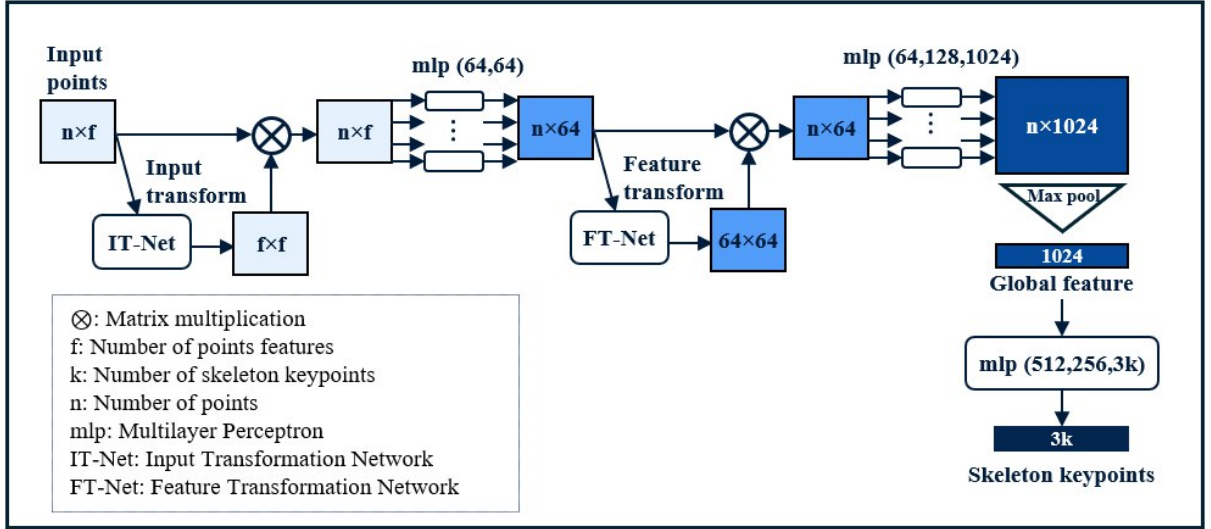 Input
points
n×f
Input
transform
IT-Net
f×f
n×f
mlp (64,64)
⋮
n×64
Feature
transform
FT-Net
64×64
n×64
mlp (64,128,1024)
⋮
n×1024
Max pool
1024
Global feature
mlp (512,256,3k)
3k
Skeleton keypoints
⊗: Matrix multiplication
f: Number of points features
k: Number of skeleton keypoints
n: Number of points
mlp: Multilayer Perceptron
IT-Net: Input Transformation Network
FT-Net: Feature Transformation Network